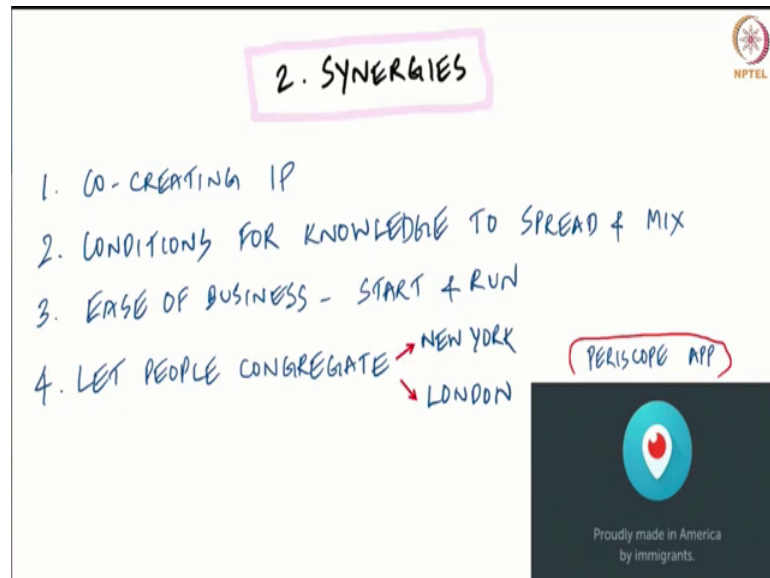 NPTEL
2. SYNERGIES
1. CO-CREATING IP
2. CONDITIONS FOR KNOWLEDGE TO SPREAD & MIX
3. EASE OF BUSINESS - START & RUN
4. LET PEOPLE CONGREGATE
NEW YORK
LONDON
PERISCOPE APP
Proudly made in America
by immigrants.